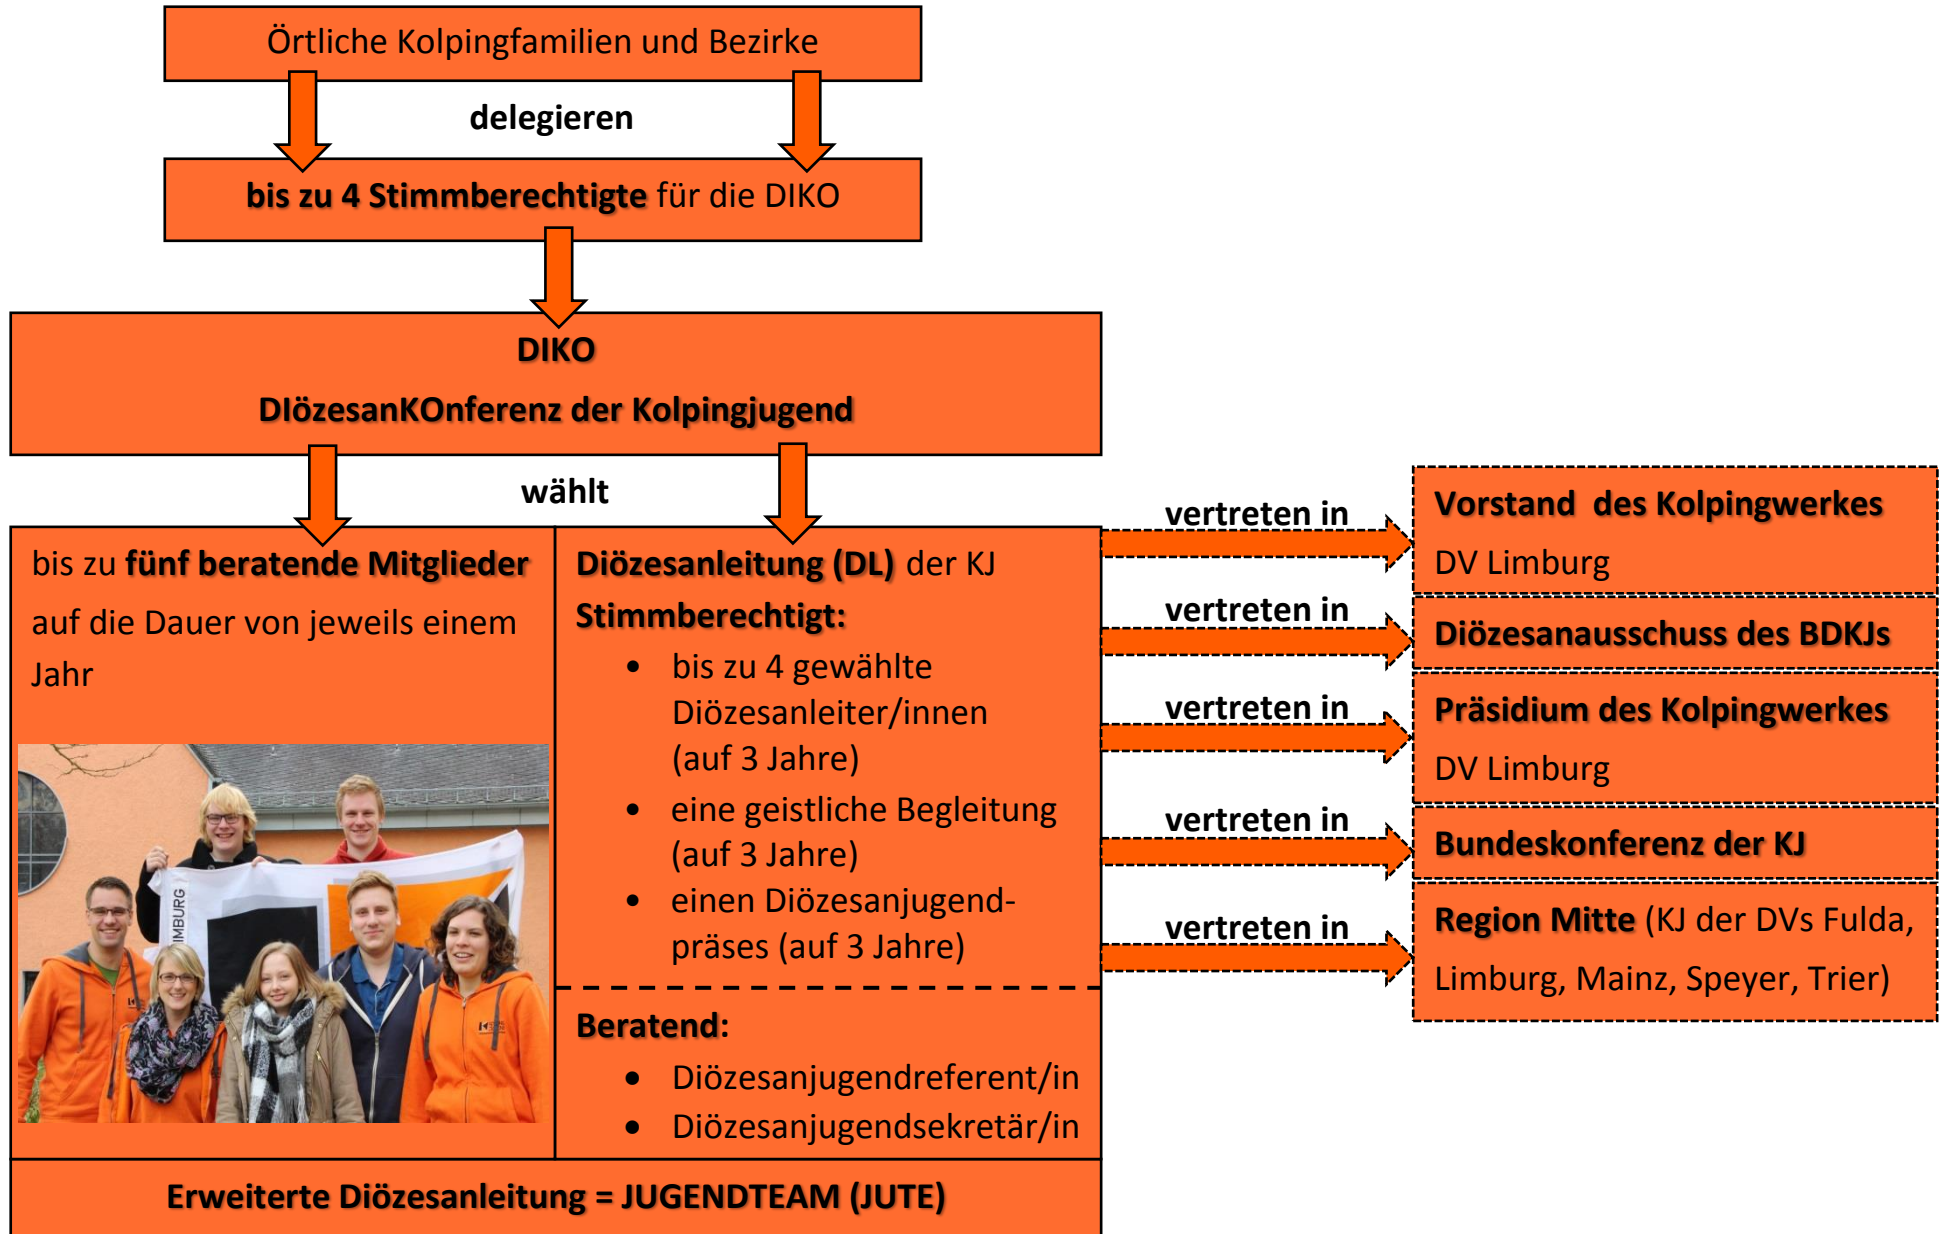 Örtliche Kolpingfamilien und Bezirke
delegieren
bis zu 4 Stimmberechtigte für die DIKO
DIKO
DIözesanKOnferenz der Kolpingjugend
wählt
bis zu fünf beratende Mitglieder
auf die Dauer von jeweils einem
Jahr
IMBURG
Diözesanleitung (DL) der KJ
Stimmberechtigt:
• bis zu 4 gewählte
Diözesanleiter/innen
(auf 3 Jahre)
• eine geistliche Begleitung
(auf 3 Jahre)
• einen Diözesanjugend-
präses (auf 3 Jahre)
Beratend:
• Diözesanjugendreferent/in
• Diözesanjugendsekretär/in
Erweiterte Diözesanleitung = JUGENDTEAM (JUTE)
vertreten in
Vorstand des Kolpingwerkes
DV Limburg
vertreten in
Diözesanausschuss des BDKJs
vertreten in
Präsidium des Kolpingwerkes
DV Limburg
vertreten in
Bundeskonferenz der KJ
vertreten in
Region Mitte (KJ der DVs Fulda,
Limburg, Mainz, Speyer, Trier)